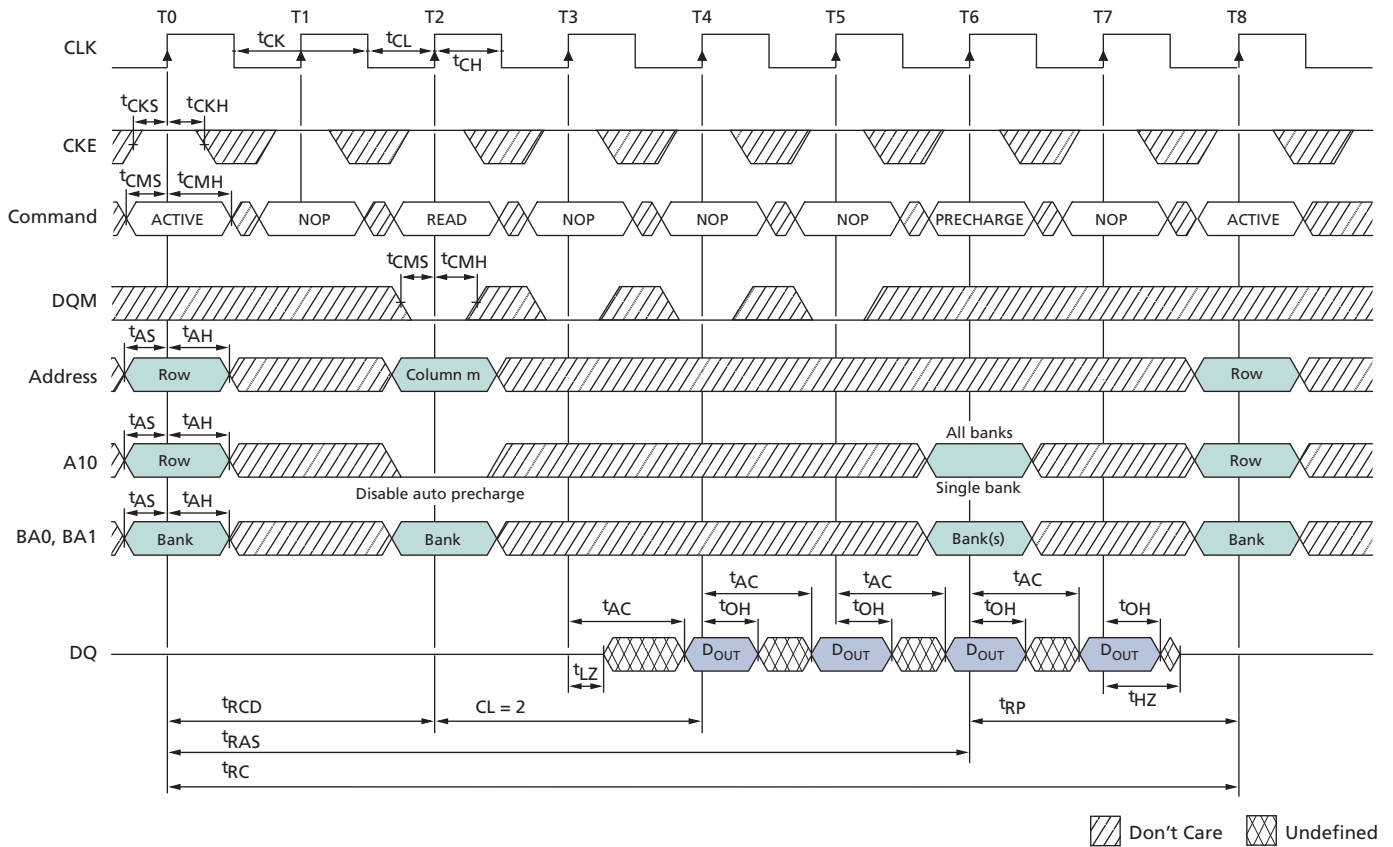 T0 T1 T2 T3 T4 T5 T6 T7 T8
CLK
tCK tCL
tCH
tCKS tCKH
CKE
tCMS tCMH
Command ACTIVE NOP READ NOP NOP NOP PRECHARGE NOP ACTIVE
tCMS tCMH
DQM
tAS tAH
Address Row Column m Row
tAS tAH All banks
A10 Row Row
Disable auto precharge Single bank
tAS tAH
BA0, BA1 Bank Bank Bank(s) Bank
tAC tAC tAC
tAC tOH tOH tOH tOH
DQ DOUT DOUT DOUT DOUT
tLZ tHZ
tRCD CL = 2 tRP
tRAS
tRC
Don't Care Undefined